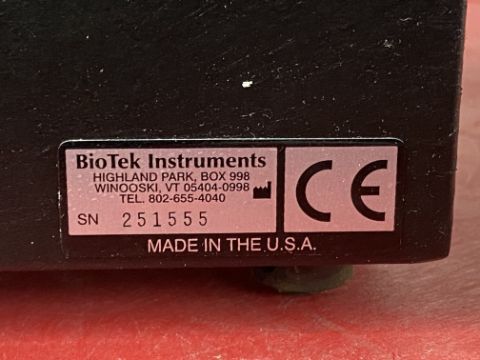 BioTek Instruments
HIGHLAND PARK, BOX 998
WINOOSKI, VT 05404-0998
TEL. 802-655-4040
SN 251555
CE
MADE IN THE U.S.A.